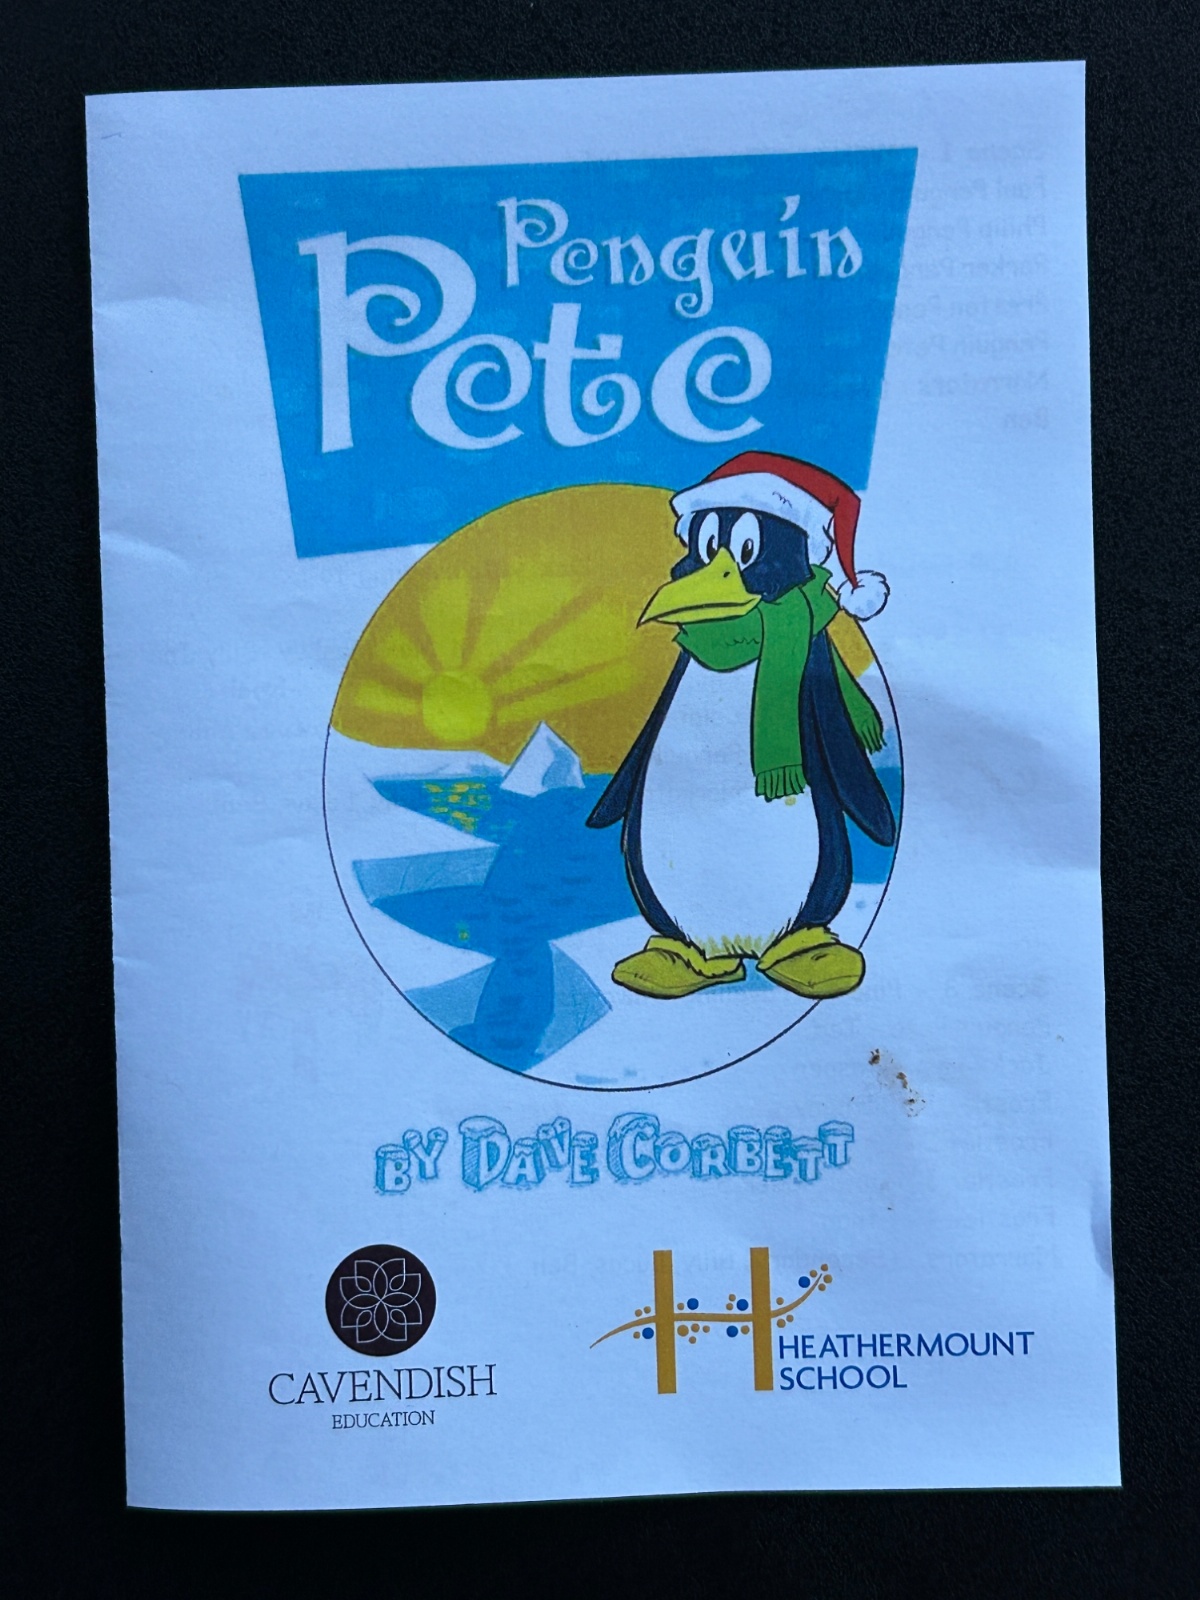 Penguin
Pete
BY DAVE CORBETT
CAVENDISH
EDUCATION
HEATHERMOUNT
SCHOOL